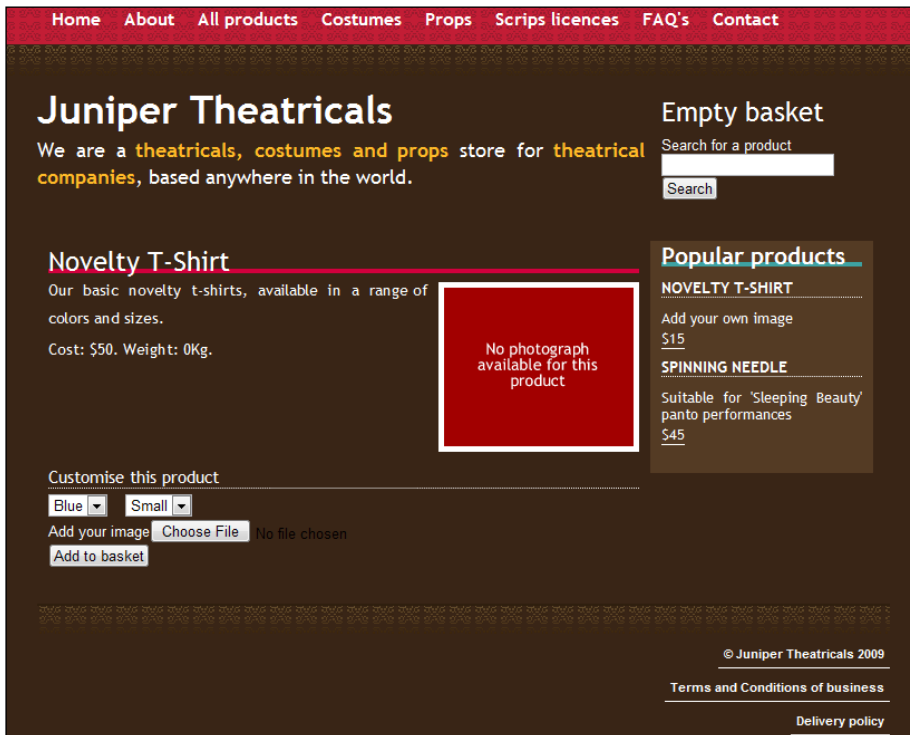 Home About All products Costumes Props Scrips licences FAQ's Contact
Juniper Theatricals
We are a theatricals, costumes and props store for theatrical
companies, based anywhere in the world.
Empty basket
Search for a product
Search
Novelty T-Shirt
Our basic novelty t-shirts, available in a range of
colors and sizes.
Cost: $50. Weight: 0Kg.
No photograph
available for this
product
Popular products
NOVELTY T-SHIRT
Add your own image
$15
SPINNING NEEDLE
Suitable for 'Sleeping Beauty'
panto performances
$45
Customise this product
Blue Small
Add your image Choose File No file chosen
Add to basket
© Juniper Theatricals 2009
Terms and Conditions of business
Delivery policy